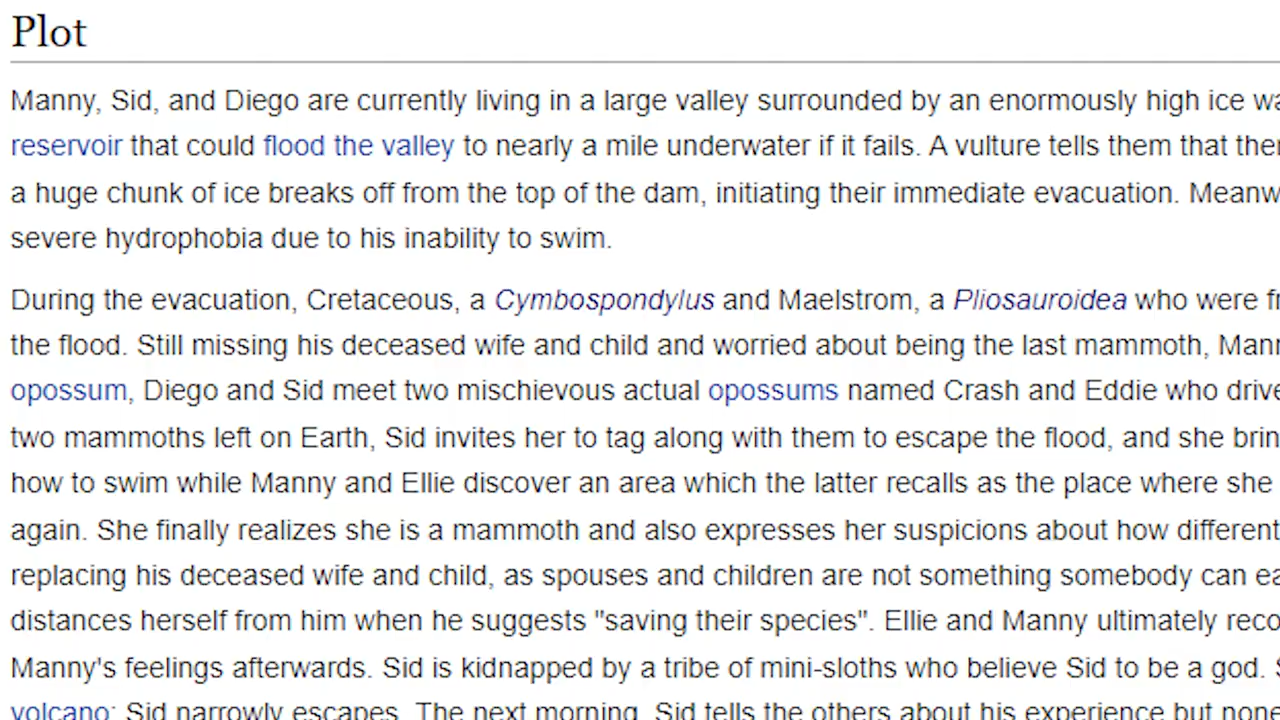 Plot
Manny, Sid, and Diego are currently living in a large valley surrounded by an enormously high ice
reservoir that could flood the valley to nearly a mile underwater if it fails. A vulture tells them that
a huge chunk of ice breaks off from the top of the dam, initiating their immediate evacuation.
severe hydrophobia due to his inability to swim.
During the evacuation, Cretaceous, a Cymbospondylus and Maelstrom, a Pliosauroidea who were
the flood. Still missing his deceased wife and child and worried about being the last mammoth,
opossum, Diego and Sid meet two mischievous actual opossums named Crash and Eddie who
two mammoths left on Earth, Sid invites her to tag along with them to escape the flood, and she
how to swim while Manny and Ellie discover an area which the latter recalls as the place where she
again. She finally realizes she is a mammoth and also expresses her suspicions about how different
replacing his deceased wife and child, as spouses and children are not something somebody can
distances herself from him when he suggests "saving their species". Ellie and Manny ultimately
Manny's feelings afterwards. Sid is kidnapped by a tribe of mini-sloths who believe Sid to be a god.
volcano; Sid narrowly escapes. The next morning, Sid tells the others about his experience but